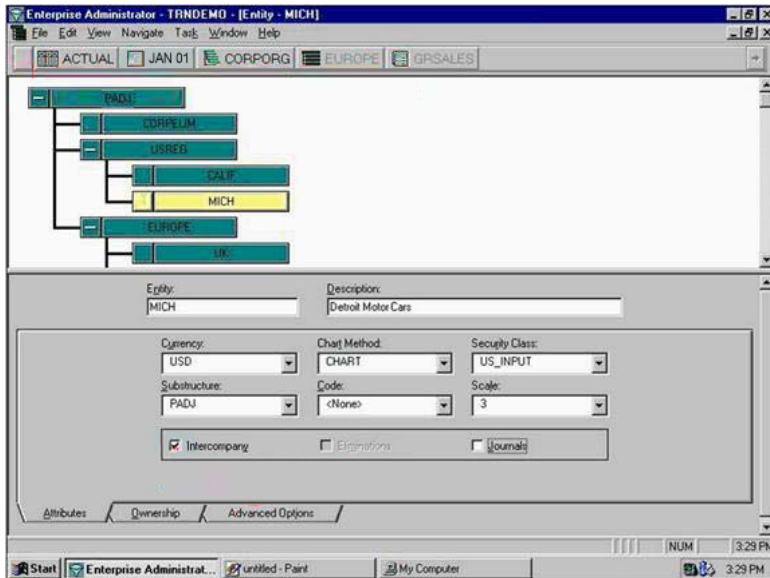 Enterprise Administrator - TRNDEMO - [Entity - MICH]
File Edit View Navigate Task Window Help
ACTUAL JAN 01 CORPORG EUROPE GRSALES
PADJ
CORPELIM
USREG
CALIF
MICH
EUROPE
UK
Entity: Description:
MICH Detroit Motor Cars
Currency: Chart Method: Security Class:
USD CHART US_INPUT
Substructure: Code: Scale:
PADJ <None> 3
Intercompany Eliminations Journals
Attributes Ownership Advanced Options
NUM 3:29 PM
Start Enterprise Administrat... untitled - Paint My Computer 3:29 PM